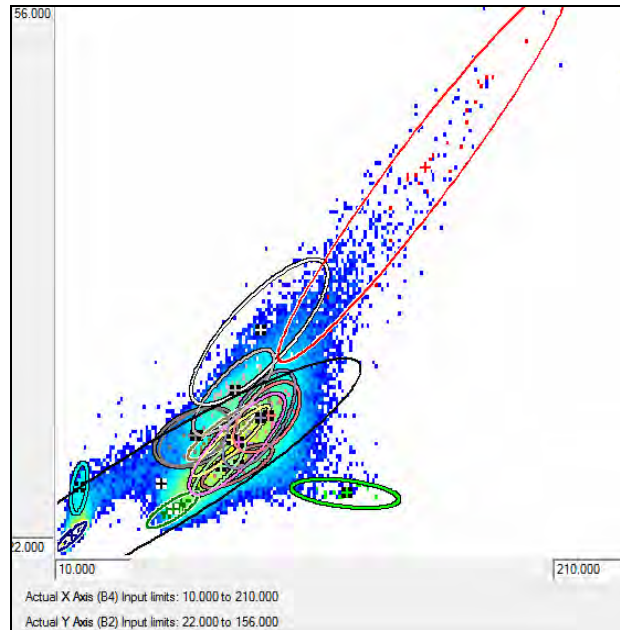 56.000
22.000
10.000
210.000
Actual X Axis (B4) Input limits: 10.000 to 210.000
Actual Y Axis (B2) Input limits: 22.000 to 156.000